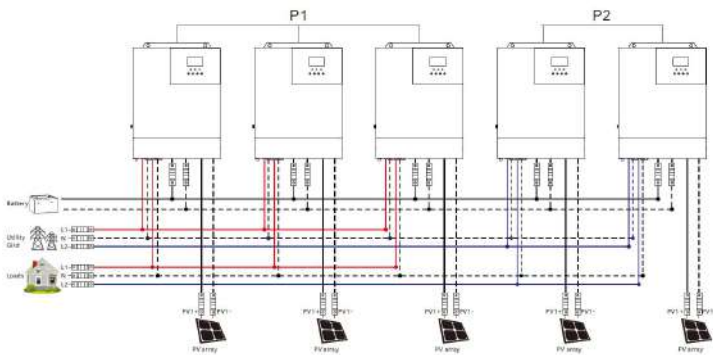 P1 P2
Battery
L1
Utility N
Grid L2
L1
Loads N
L2
PV1+ PV1- PV1+ PV1- PV1+ PV1- PV1+ PV1- PV1+ PV1-
PV array PV array PV array PV array PV array